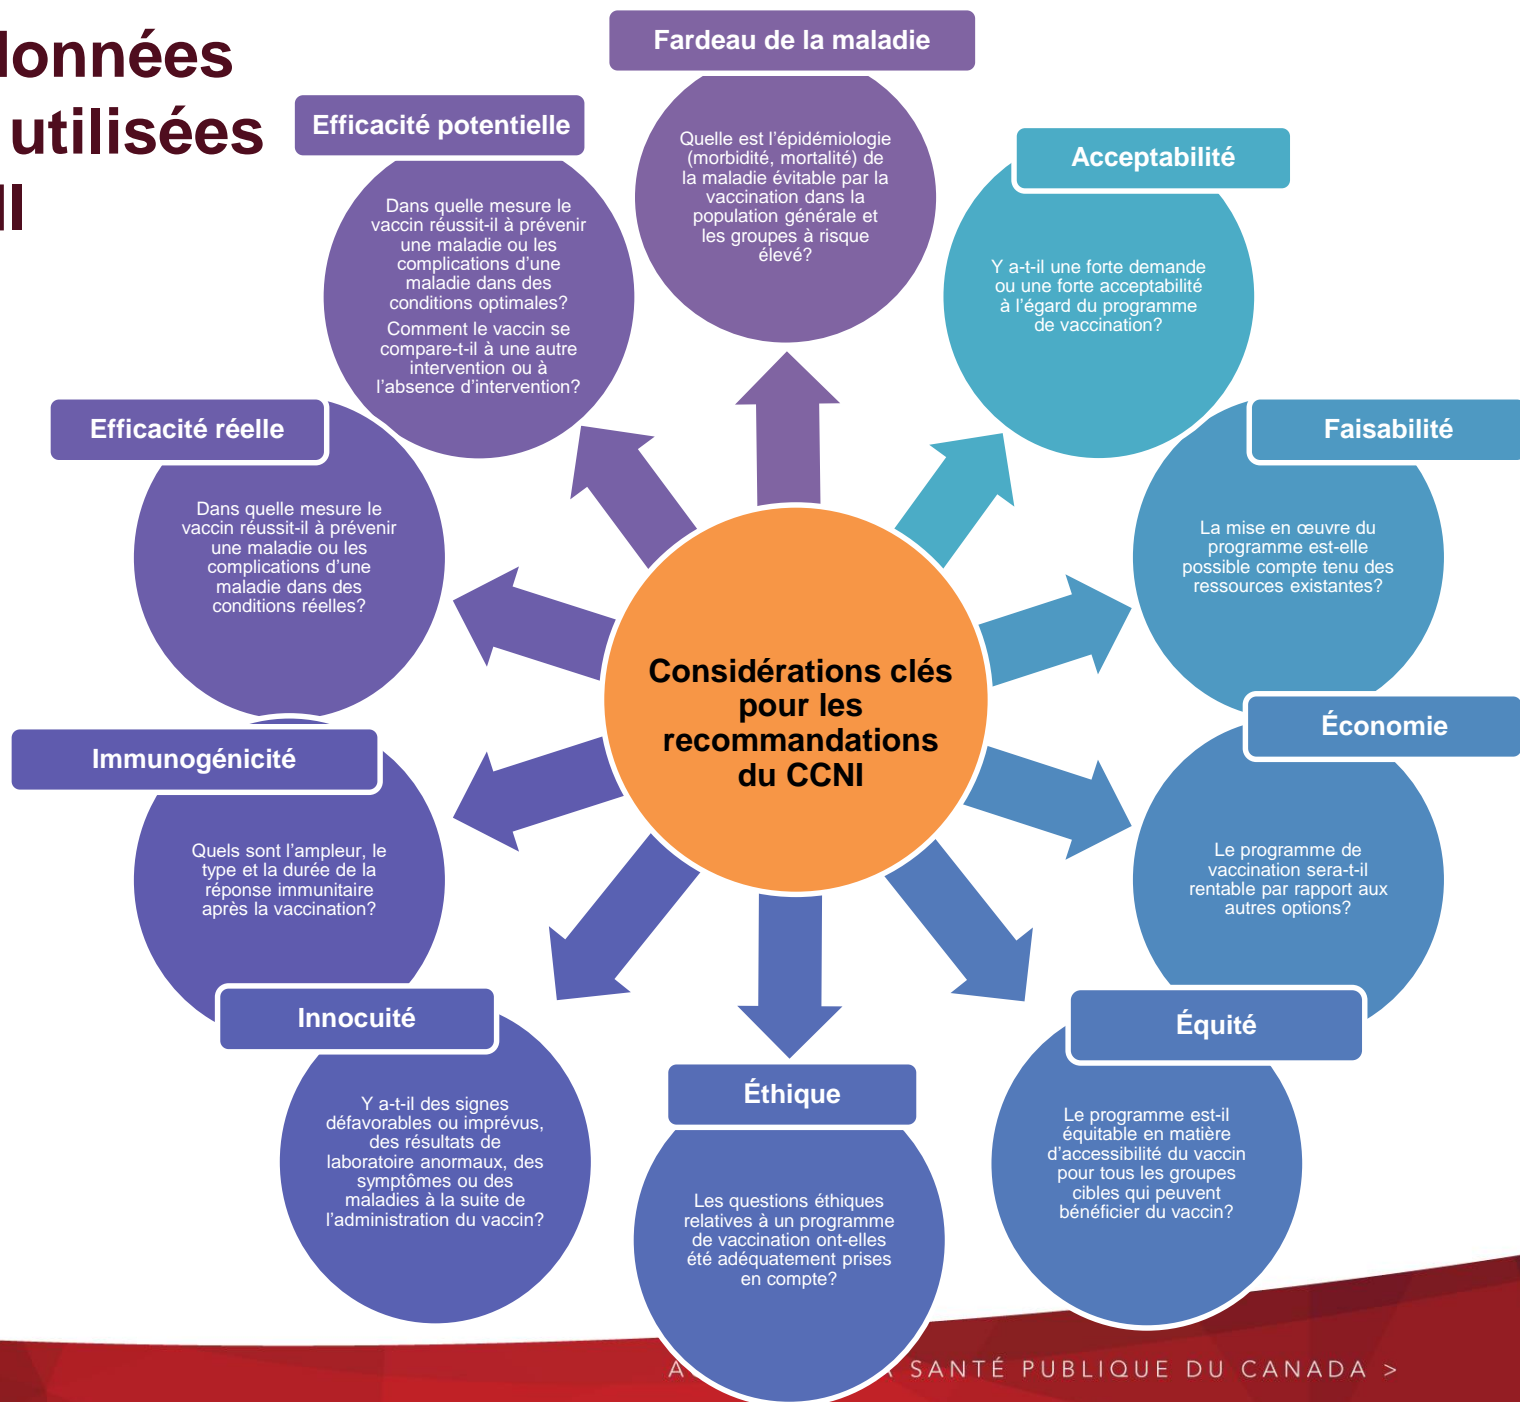 données
utilisées
Fardeau de la maladie
Quelle est l'épidémiologie
(morbidité, mortalité) de
la maladie évitable par la
vaccination dans la
population générale et
les groupes à risque
élevé?
Acceptabilité
Y a-t-il une forte demande
ou une forte acceptabilité
à l'égard du programme
de vaccination?
Faisabilité
La mise en œuvre du
programme est-elle
possible compte tenu des
ressources existantes?
Économie
Le programme de
vaccination sera-t-il
rentable par rapport aux
autres options?
Équité
Le programme est-il
équitable en matière
d'accessibilité du vaccin
pour tous les groupes
cibles qui peuvent
bénéficier du vaccin?
Éthique
Les questions éthiques
relatives à un programme
de vaccination ont-elles
été adéquatement prises
en compte?
Innocuité
Y a-t-il des signes
défavorables ou imprévus,
des résultats de
laboratoire anormaux, des
symptômes ou des
maladies à la suite de
l'administration du vaccin?
Immunogénicité
Quels sont l'ampleur, le
type et la durée de la
réponse immunitaire
après la vaccination?
Efficacité réelle
Dans quelle mesure le
vaccin réussit-il à prévenir
une maladie ou les
complications d'une
maladie dans des
conditions réelles?
Efficacité potentielle
Dans quelle mesure le
vaccin réussit-il à prévenir
une maladie ou les
complications d'une
maladie dans des
conditions optimales?
Comment le vaccin se
compare-t-il à une autre
intervention ou à
l'absence d'intervention?
Considérations clés
pour les
recommandations
du CCNI
SANTÉ PUBLIQUE DU CANADA >